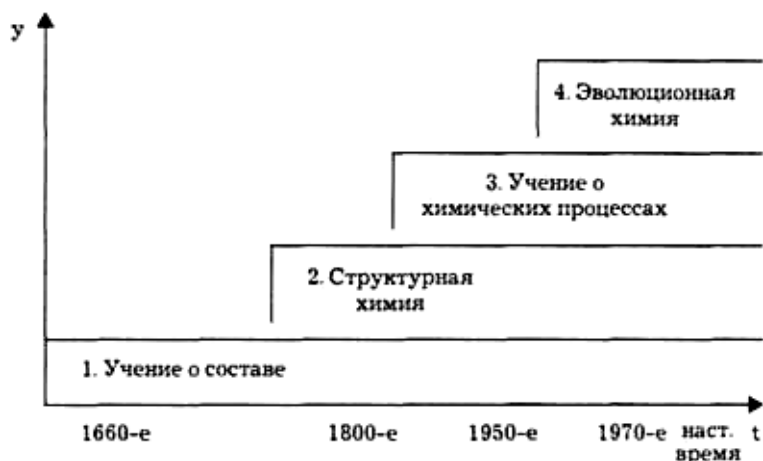 у
4. Эволюционная
химия
3. Учение о
химических процессах
2. Структурная
химия
1. Учение о составе
1660-е 1800-е 1950-е 1970-е наст. t
время